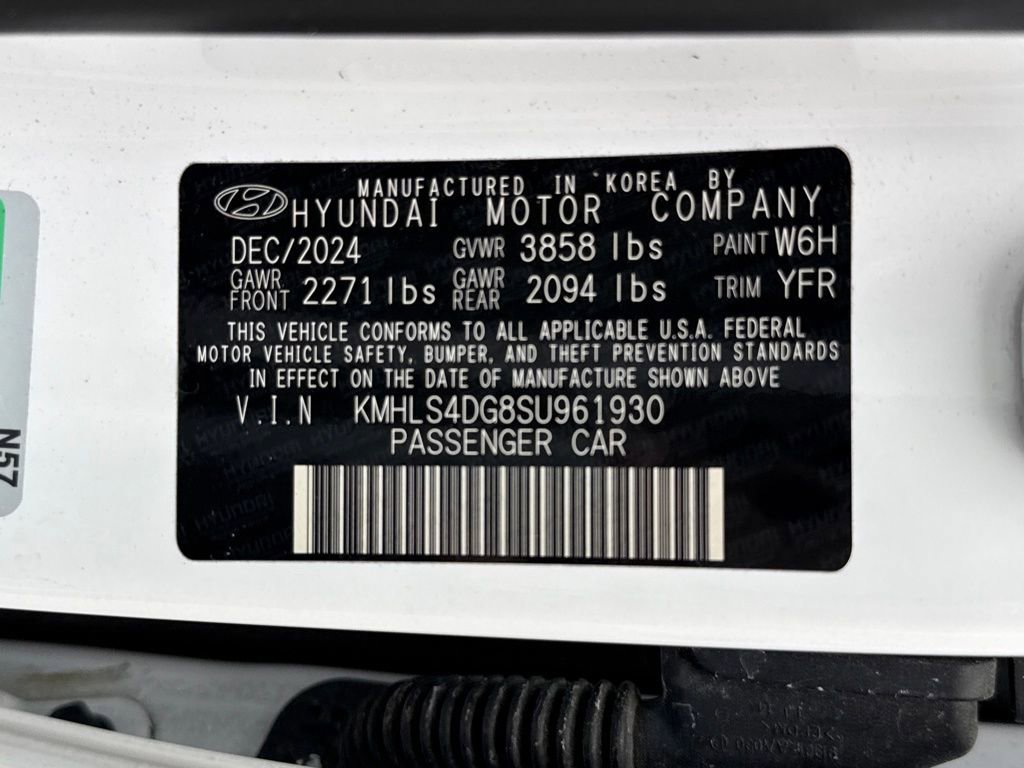 MANUFACTURED IN KOREA BY
HYUNDAI MOTOR COMPANY
DEC/2024 GVWR 3858 lbs PAINT W6H
GAWR FRONT 2271 lbs GAWR REAR 2094 lbs TRIM YFR
THIS VEHICLE CONFORMS TO ALL APPLICABLE U.S.A. FEDERAL
MOTOR VEHICLE SAFETY, BUMPER, AND THEFT PREVENTION STANDARDS
IN EFFECT ON THE DATE OF MANUFACTURE SHOWN ABOVE
V.I.N KMHLS4DG8SU961930
PASSENGER CAR
N57